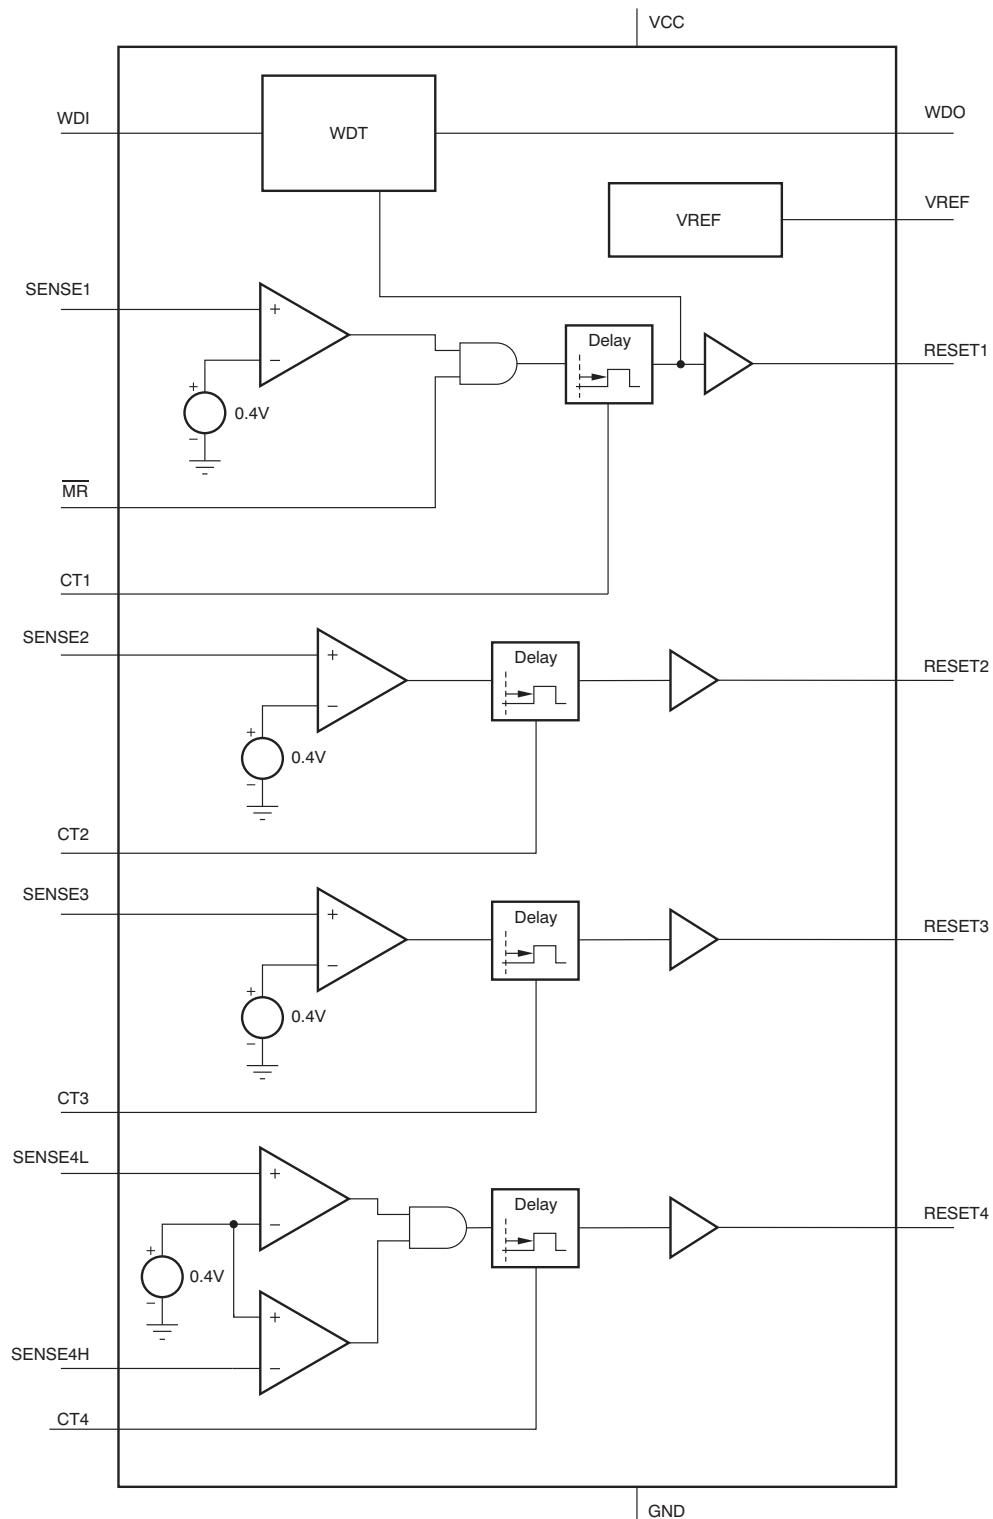 VCC
WDI
WDT
WDO
VREF
VREF
SENSE1
+
−
+
0.4V
−
Delay
RESET1
MR
CT1
SENSE2
+
−
+
0.4V
−
Delay
RESET2
CT2
SENSE3
+
−
+
0.4V
−
Delay
RESET3
CT3
SENSE4L
+
−
+
0.4V
−
Delay
RESET4
+
−
SENSE4H
CT4
GND